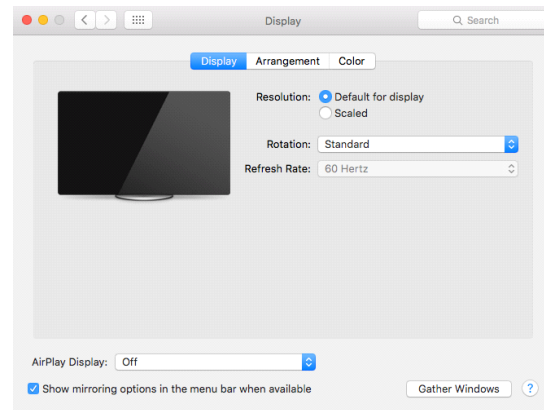 Display
Search
Display Arrangement Color
Resolution: Default for display
Scaled
Rotation: Standard
Refresh Rate: 60 Hertz
AirPlay Display: Off
Show mirroring options in the menu bar when available
Gather Windows ?